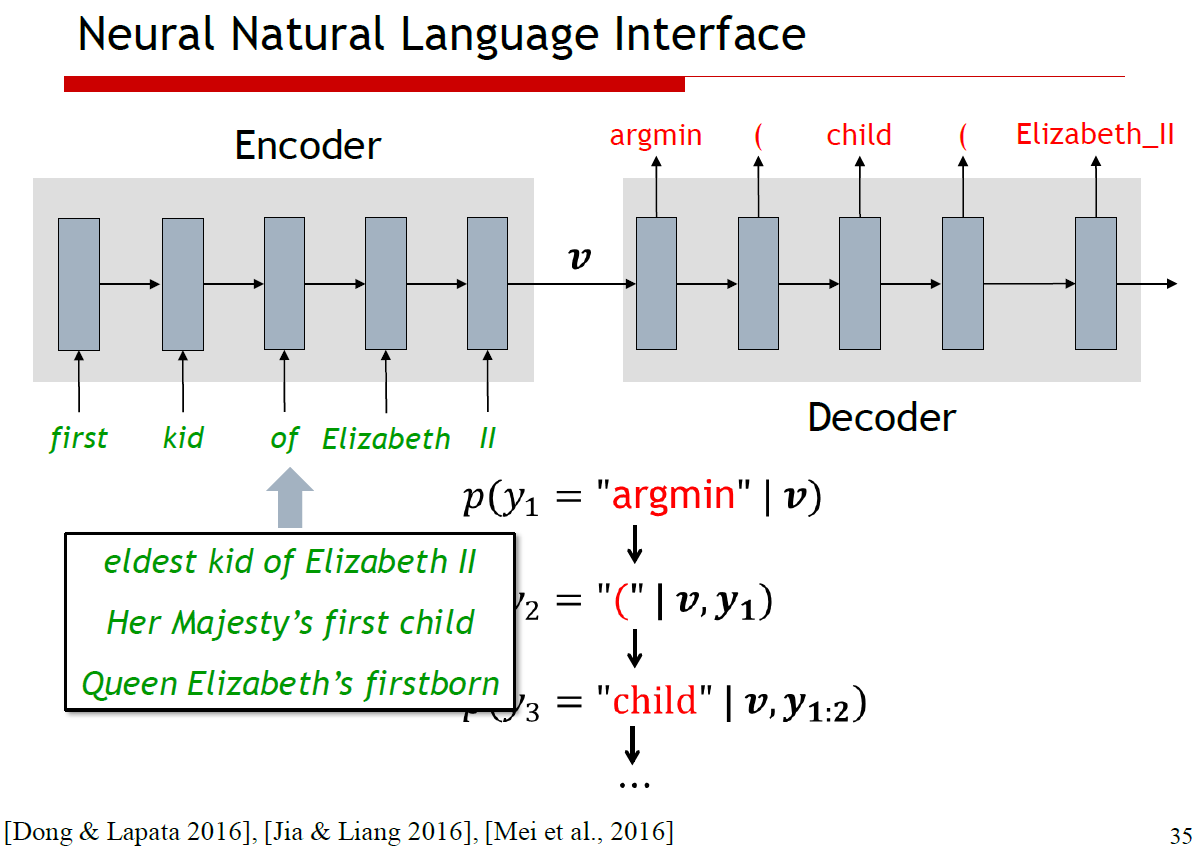 Neural Natural Language Interface
Encoder
argmin ( child ( Elizabeth_II
v
first kid of Elizabeth II
Decoder
eldest kid of Elizabeth II
Her Majesty’s first child
Queen Elizabeth’s firstborn
p(y₁ = "argmin" | v)
y₂ = "(" | v, y₁)
p(y₃ = "child" | v, y₁:₂)
...
[Dong & Lapata 2016], [Jia & Liang 2016], [Mei et al., 2016]
35